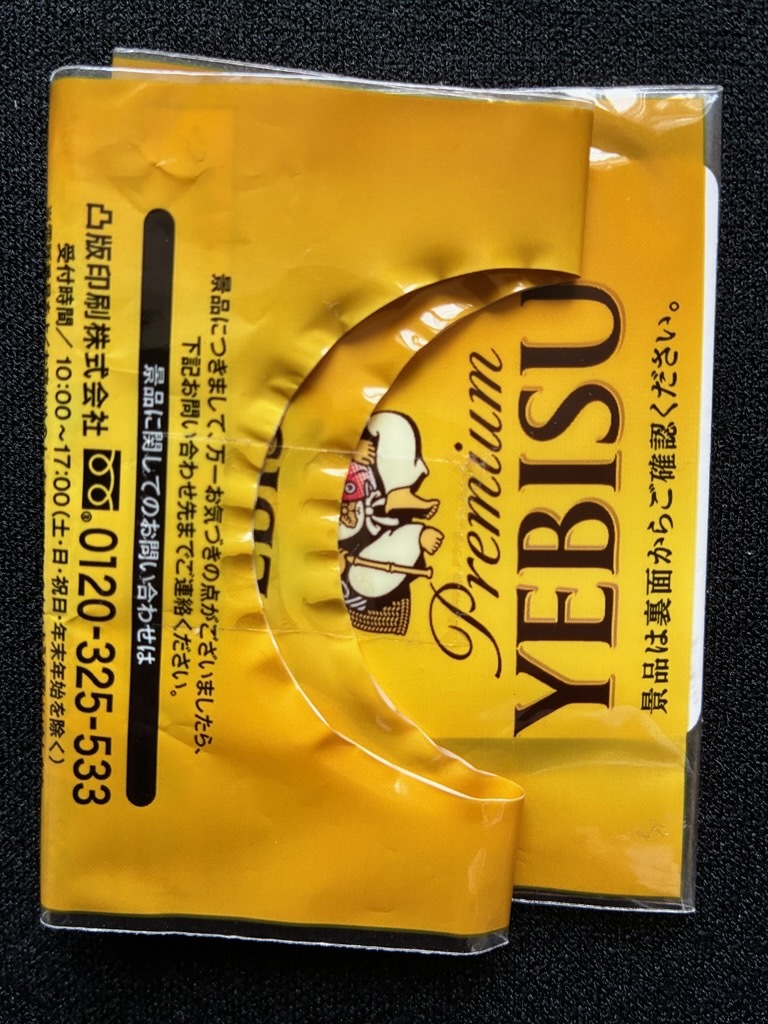 Premium
YEBISU
景品は裏面からご確認ください。
景品につきまして、万一お気づきの点がございましたら、
下記お問い合わせ先までご連絡ください。
景品に関してのお問い合わせは
凸版印刷株式会社 0120-325-533
受付時間/10:00~17:00(土・日・祝日・年末年始を除く)